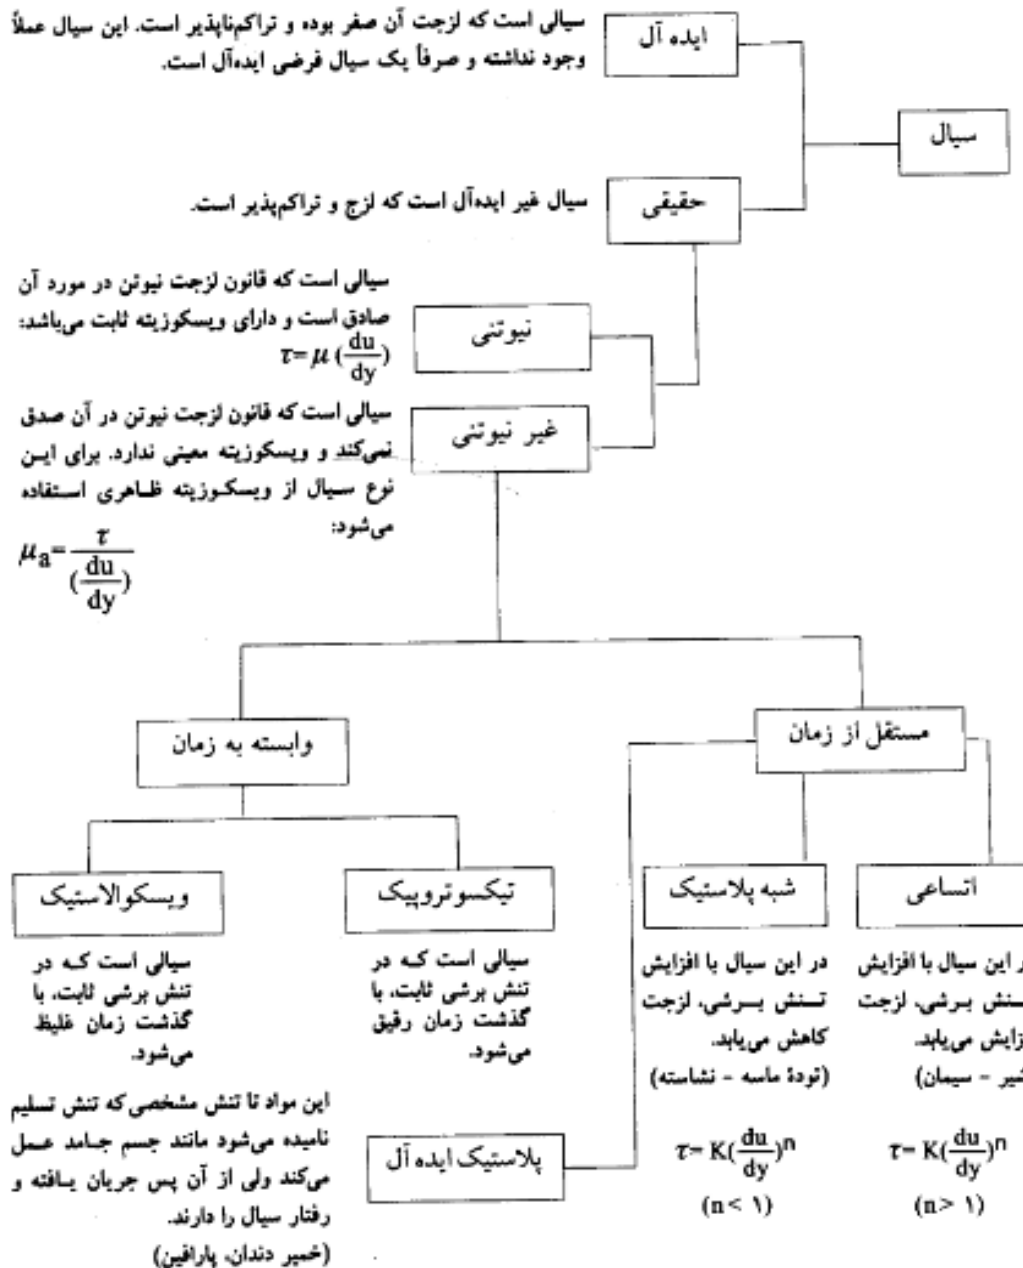 سیال
ایده آل
سیالی است که لزجت آن صفر بوده و تراکم‌ناپذیر است. این سیال عملاً
وجود نداشته و صرفاً یک سیال فرضی ایده‌آل است.
حقیقی
سیال غیر ایده‌آل است که لزج و تراکم‌پذیر است.
نیوتنی
سیالی است که قانون لزجت نیوتن در مورد آن
صادق است و دارای ویسکوزیته ثابت می‌باشد:
τ= μ (du/dy)
غیر نیوتنی
سیالی است که قانون لزجت نیوتن در آن صدق
نمی‌کند و ویسکوزیته معینی ندارد. برای این
نوع سیال از ویسکوزیته ظاهری استفاده
می‌شود:
μa= τ/(du/dy)
مستقل از زمان
وابسته به زمان
اتساعی
ر این سیال با افزایش
سنش برشی، لزجت
زایش می‌یابد.
شیر - سیمان)
τ= K(du/dy)n
(n> ۱)
شبه پلاستیک
در این سیال با افزایش
تسنش برشی، لزجت
کاهش می‌یابد.
(تودۀ ماسه - نشاسته)
τ= K(du/dy)n
(n< ۱)
تیکسوتروپیک
سیالی است که در
تنش برشی ثابت، با
گذشت زمان رقیق
می‌شود.
ویسکوالاستیک
سیالی است که در
تنش برشی ثابت، با
گذشت زمان غلیظ
می‌شود.
پلاستیک ایده آل
این مواد تا تنش مشخصی که تنش تسلیم
نامیده می‌شود مانند جسم جامد عمل
می‌کند ولی از آن پس جریان یافته و
رفتار سیال را دارند.
(خمیر دندان، پارافین)